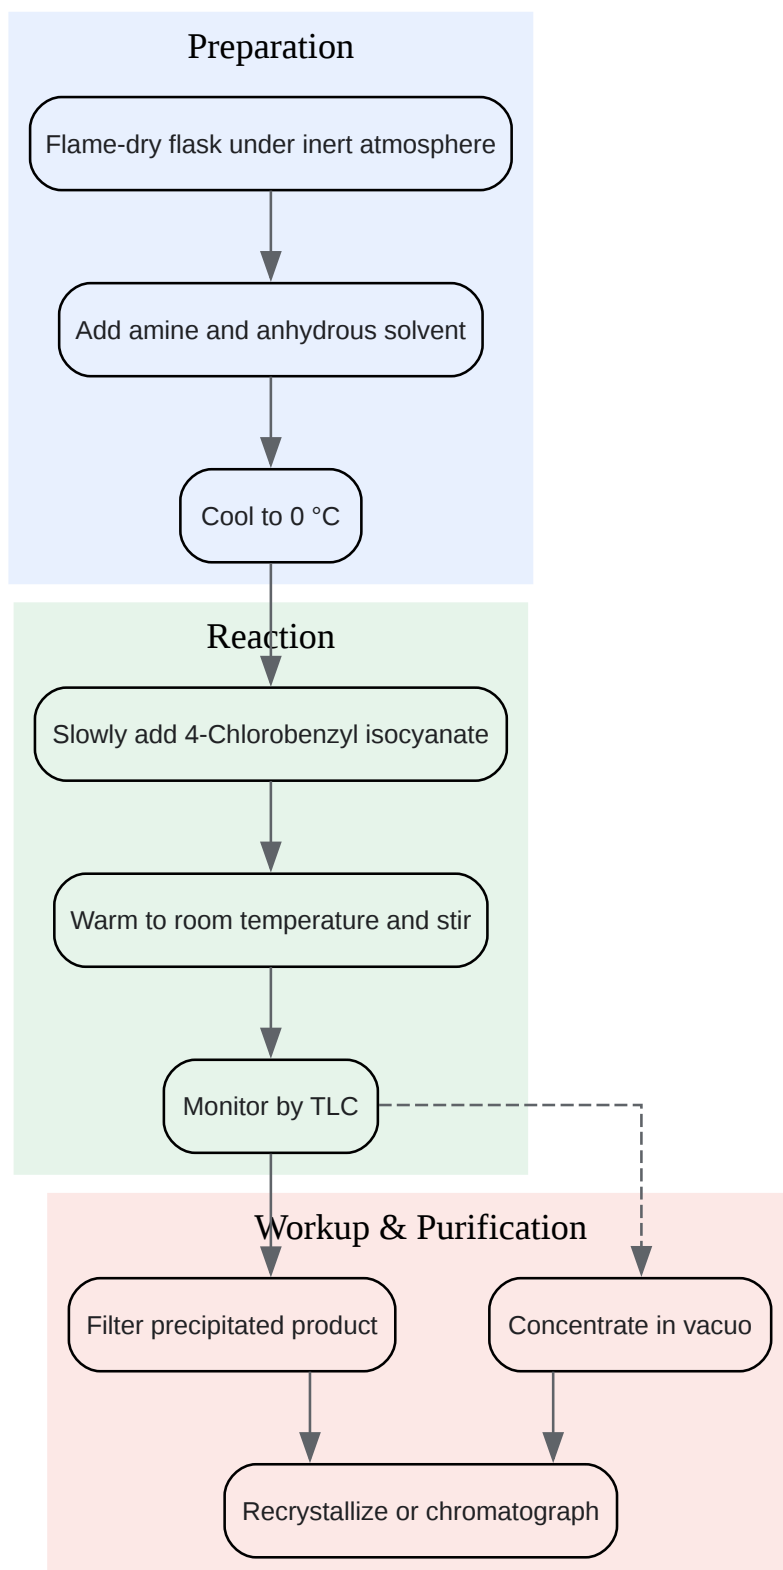 Preparation
Flame-dry flask under inert atmosphere
Add amine and anhydrous solvent
Cool to 0 °C
Reaction
Slowly add 4-Chlorobenzyl isocyanate
Warm to room temperature and stir
Monitor by TLC
Workup & Purification
Filter precipitated product
Concentrate in vacuo
Recrystallize or chromatograph